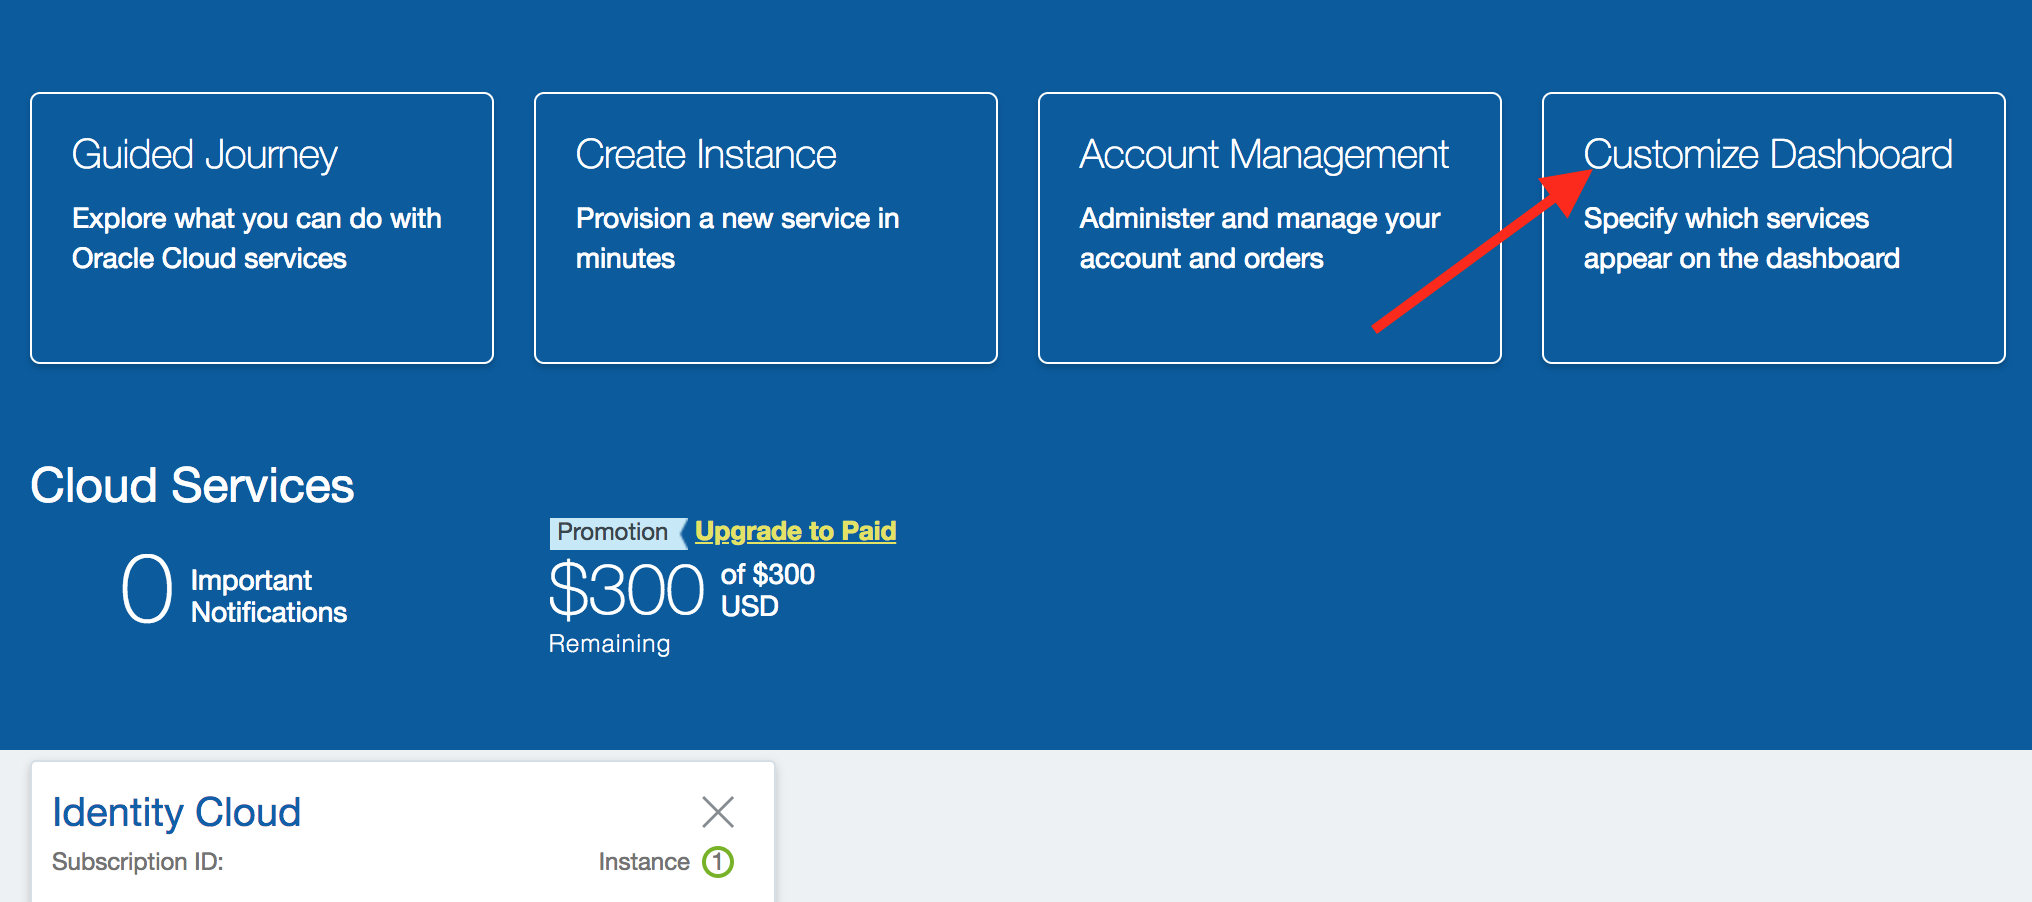 Guided Journey
Explore what you can do with
Oracle Cloud services
Create Instance
Provision a new service in
minutes
Account Management
Administer and manage your
account and orders
Customize Dashboard
Specify which services
appear on the dashboard
Cloud Services
0 Important
Notifications
Promotion Upgrade to Paid
$300 of $300
USD
Remaining
Identity Cloud
Subscription ID:
Instance 1